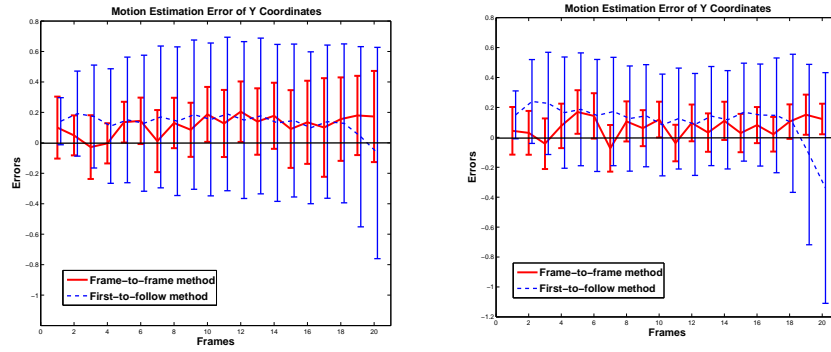 Motion Estimation Error of Y Coordinates
0.8
0.6
0.4
0.2
0
−0.2
−0.4
−0.6
−0.8
−1
Errors
Frame−to−frame method
First−to−follow method
0 2 4 6 8 10 12 14 16 18 20
Frames
Motion Estimation Error of Y Coordinates
0.8
0.6
0.4
0.2
0
−0.2
−0.4
−0.6
−0.8
−1
−1.2
Errors
Frame−to−frame method
First−to−follow method
0 2 4 6 8 10 12 14 16 18 20
Frames